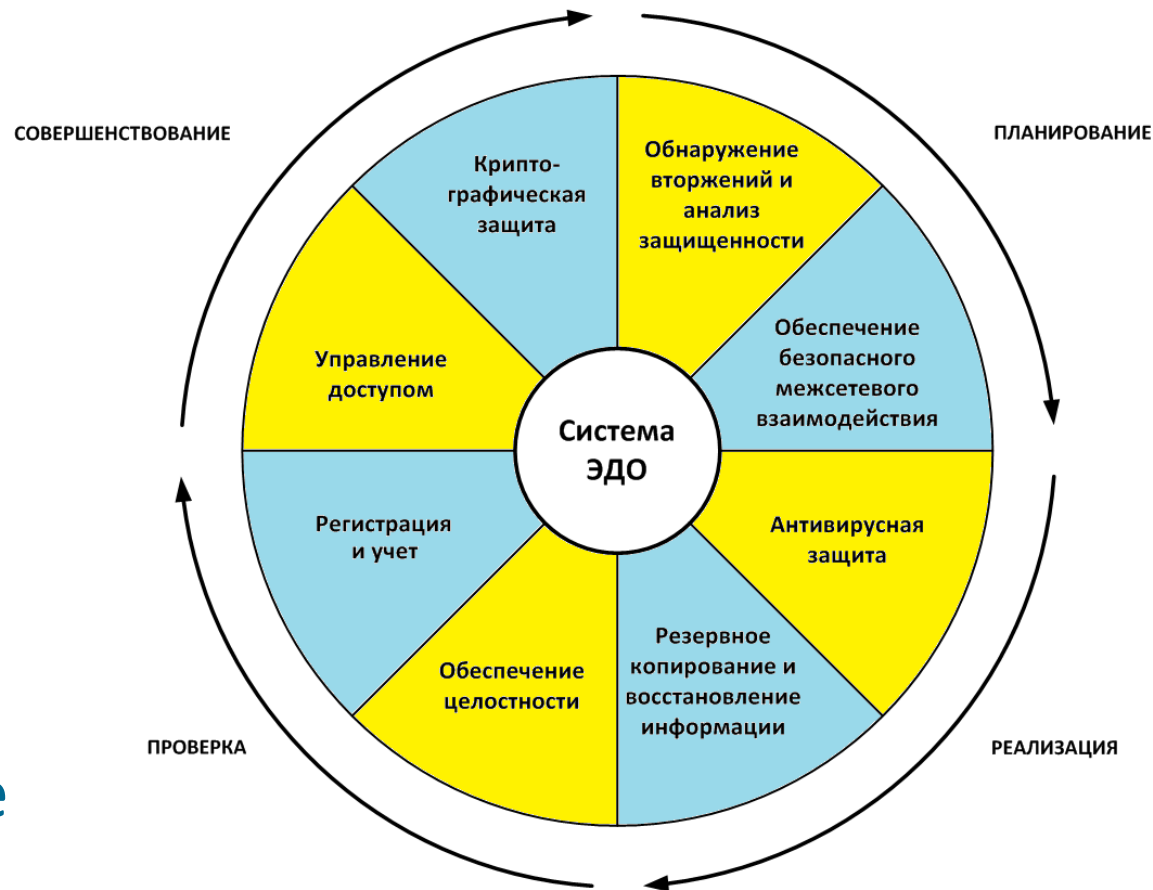 СОВЕРШЕНСТВОВАНИЕ
ПЛАНИРОВАНИЕ
Крипто-
графическая
защита
Обнаружение
вторжений и
анализ
защищенности
Управление
доступом
Обеспечение
безопасного
межсетевого
взаимодействия
Система
ЭДО
Регистрация
и учет
Антивирусная
защита
Обеспечение
целостности
Резервное
копирование и
восстановление
информации
ПРОВЕРКА
РЕАЛИЗАЦИЯ
е